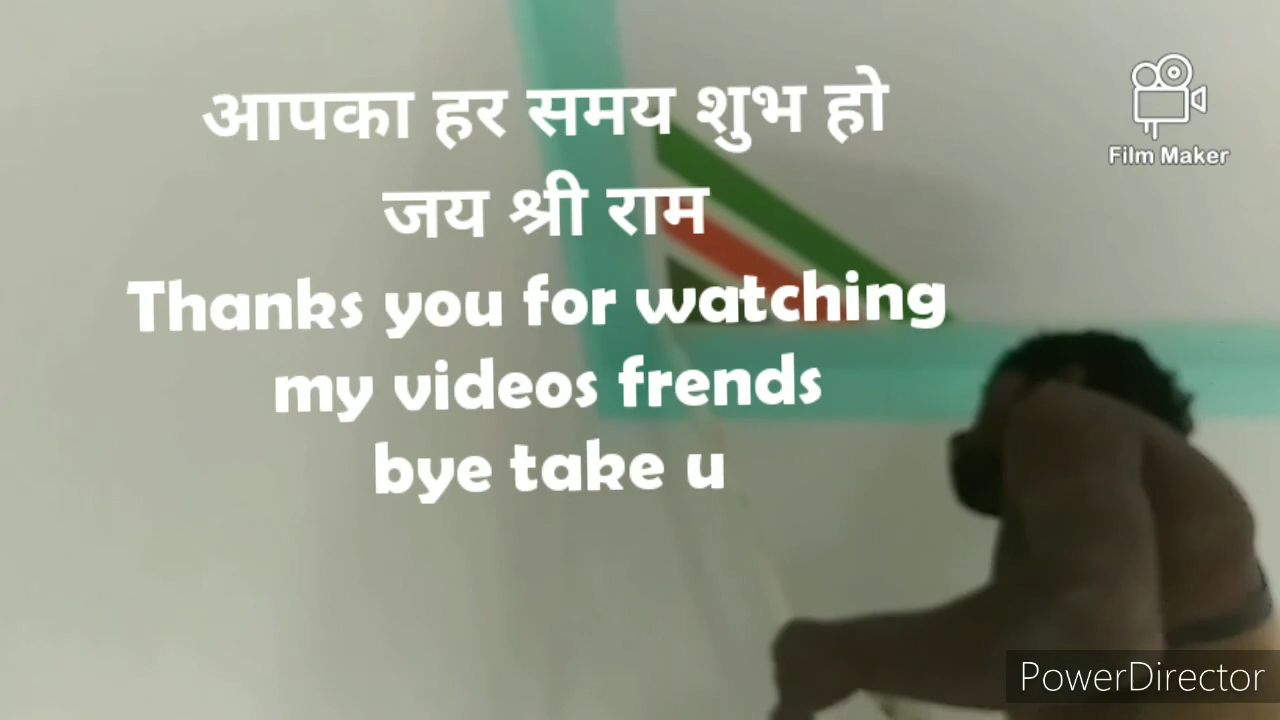 आपका हर समय शुभ हो
जय श्री राम
Thanks you for watching
my videos frends
bye take u
Film Maker
PowerDirector